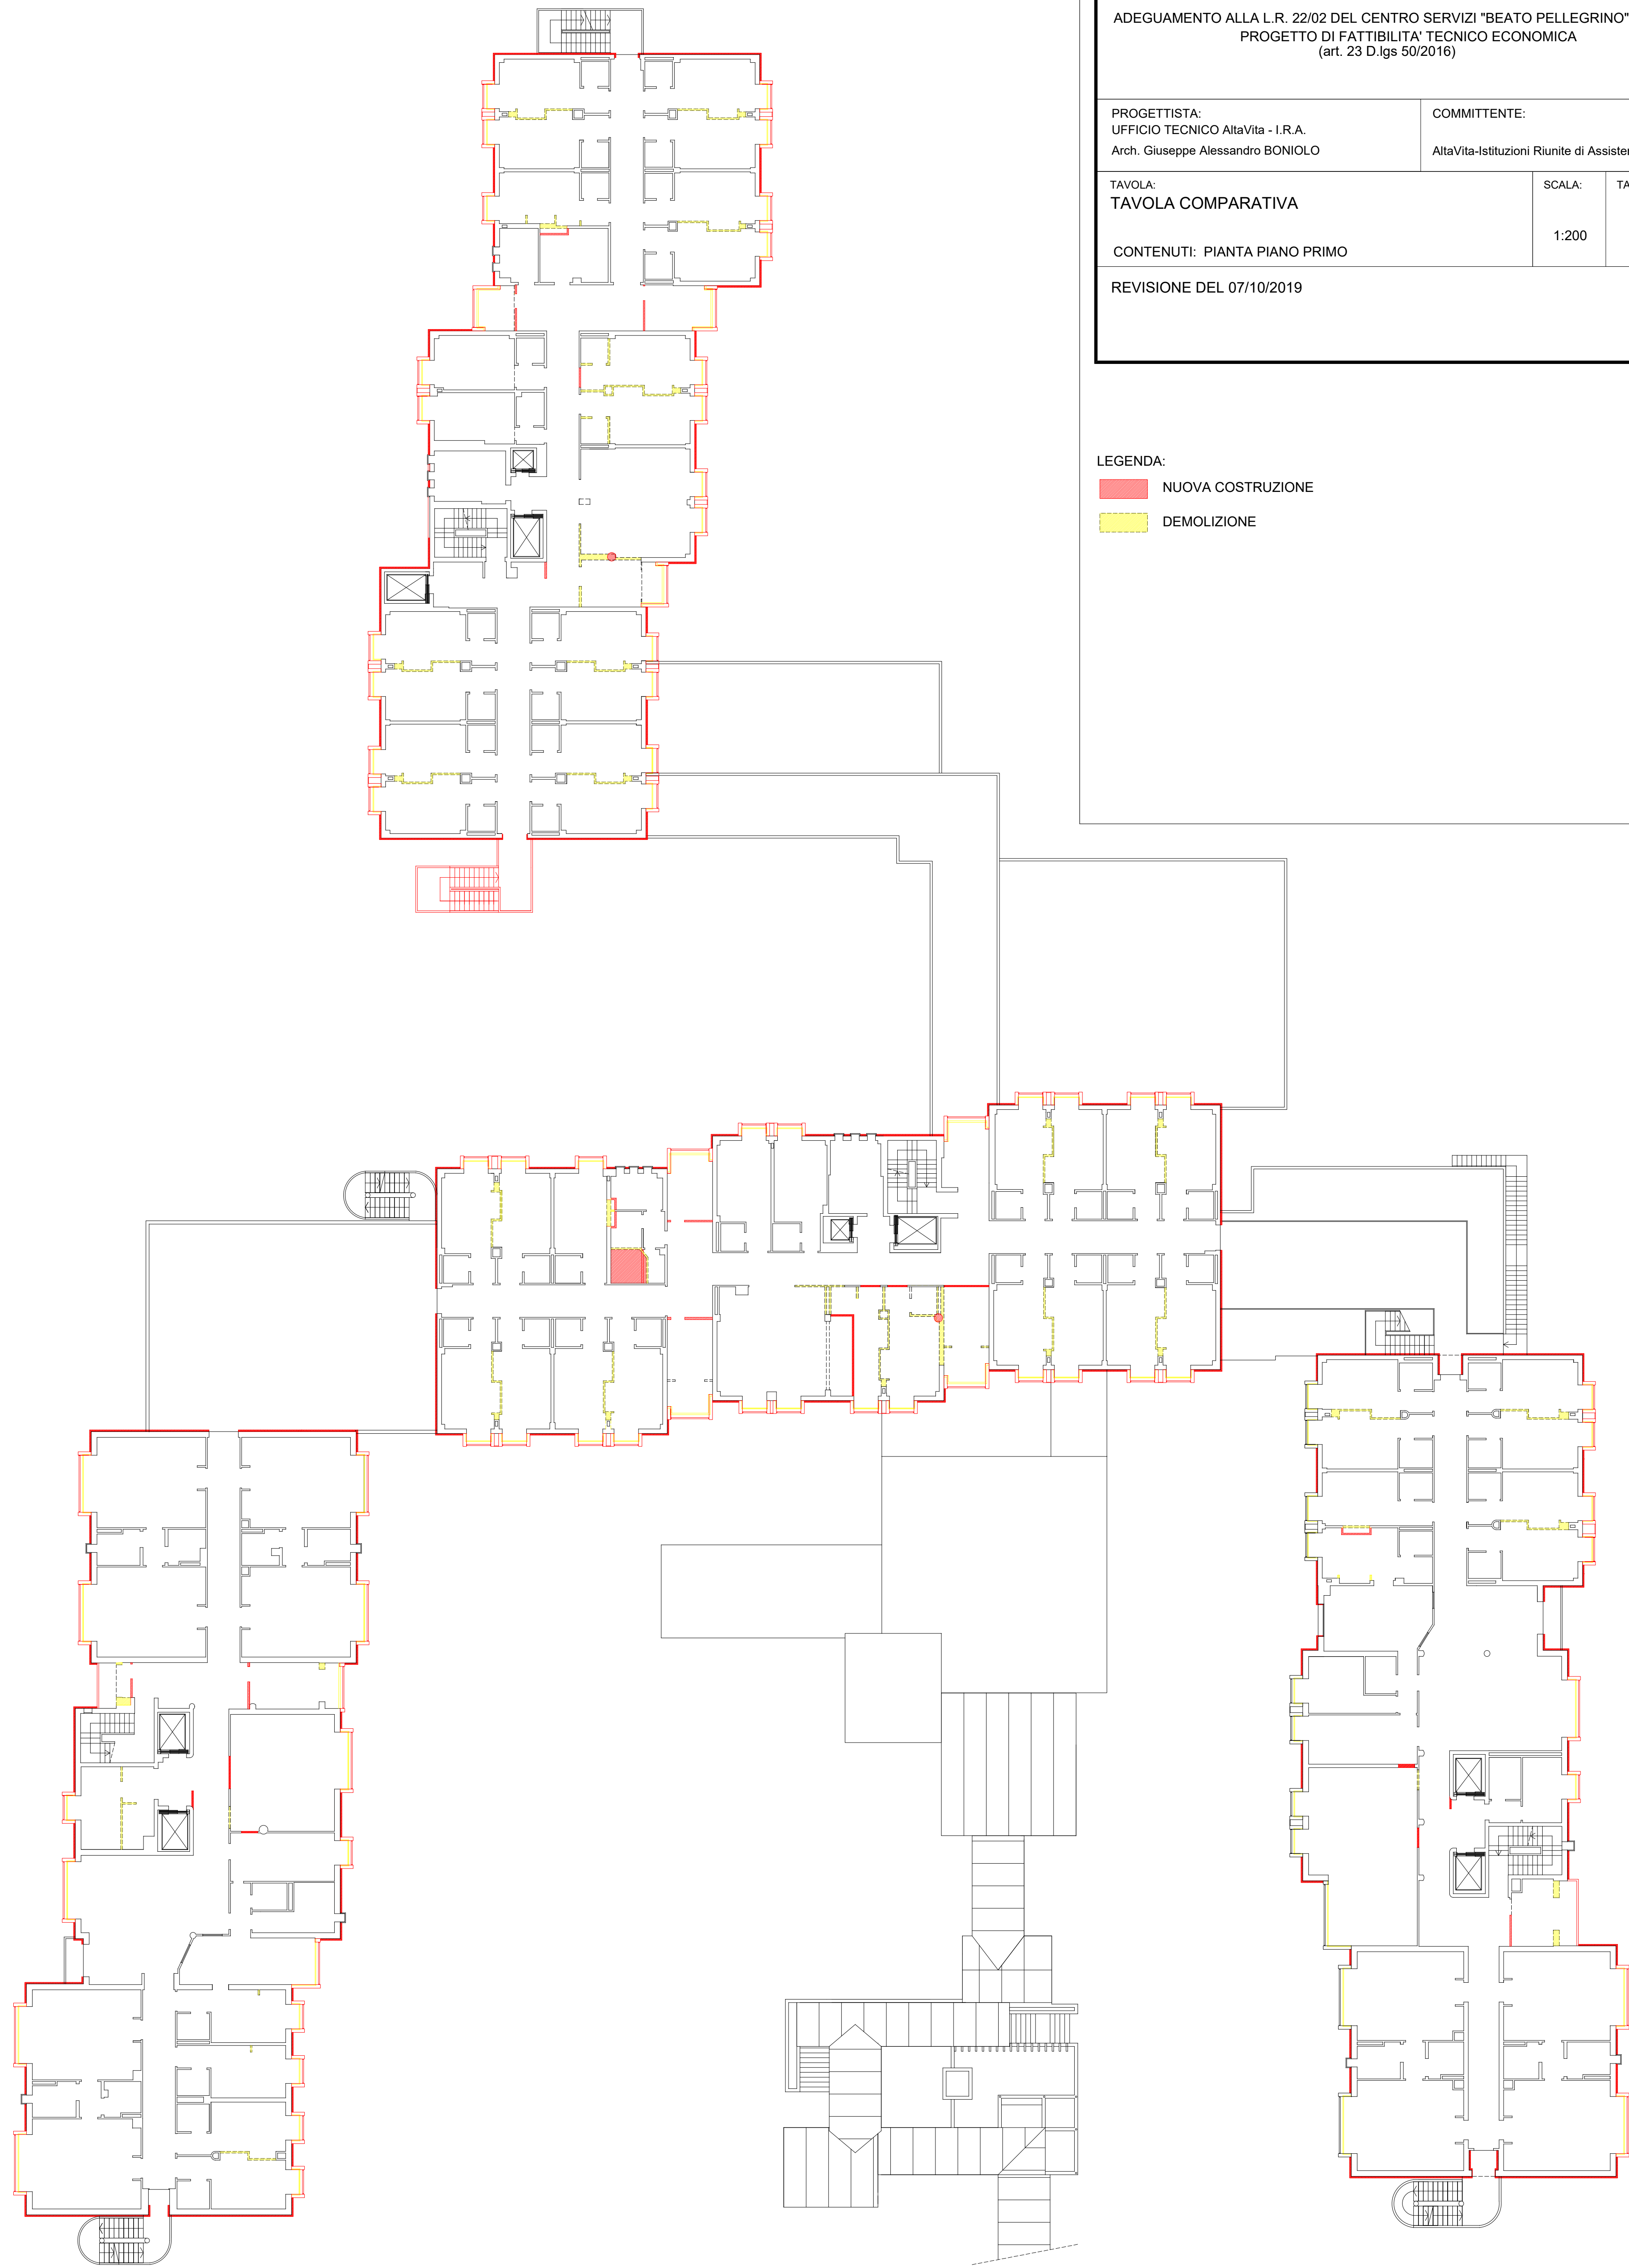 ADEGUAMENTO ALLA L.R. 22/02 DEL CENTRO SERVIZI "BEATO PELLEGRINO"
PROGETTO DI FATTIBILITA' TECNICO ECONOMICA
(art. 23 D.lgs 50/2016)
PROGETTISTA:
UFFICIO TECNICO AltaVita - I.R.A.
Arch. Giuseppe Alessandro BONIOLO
COMMITTENTE:
AltaVita-Istituzioni Riunite di
TAVOLA:
TAVOLA COMPARATIVA
CONTENUTI: PIANTA PIANO PRIMO
SCALA:
1:200
REVISIONE DEL 07/10/2019
LEGENDA:
NUOVA COSTRUZIONE
DEMOLIZIONE